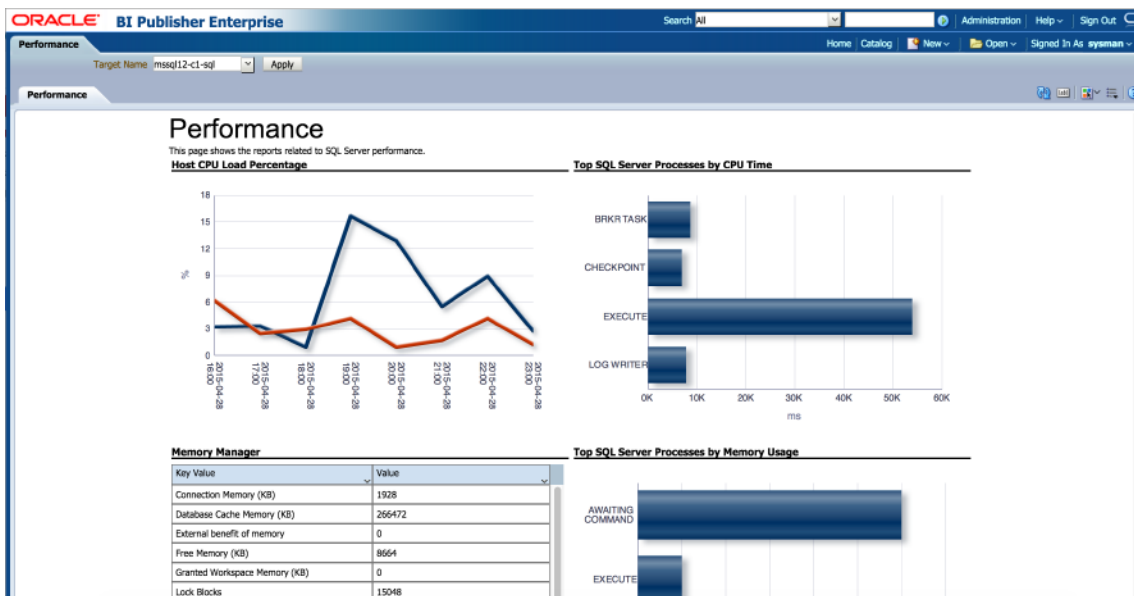 ORACLE® BI Publisher Enterprise
Search All
Administration Help Sign Out
Performance
Home Catalog New Open Signed In As sysman
Target Name mssql12-c1-sql Apply
Performance
Performance
This page shows the reports related to SQL Server performance.
Host CPU Load Percentage
18
15
12
9
6
3
0
%
2015-04-28 16:00
2015-04-28 17:00
2015-04-28 18:00
2015-04-28 19:00
2015-04-28 20:00
2015-04-28 21:00
2015-04-28 22:00
2015-04-28 23:00
Top SQL Server Processes by CPU Time
BRKR TASK
CHECKPOINT
EXECUTE
LOG WRITER
0K 10K 20K 30K 40K 50K 60K
ms
Memory Manager
Key Value Value
Connection Memory (KB) 1928
Database Cache Memory (KB) 266472
External benefit of memory 0
Free Memory (KB) 8664
Granted Workspace Memory (KB) 0
Lock Blocks 15048
Top SQL Server Processes by Memory Usage
AWAITING
COMMAND
EXECUTE